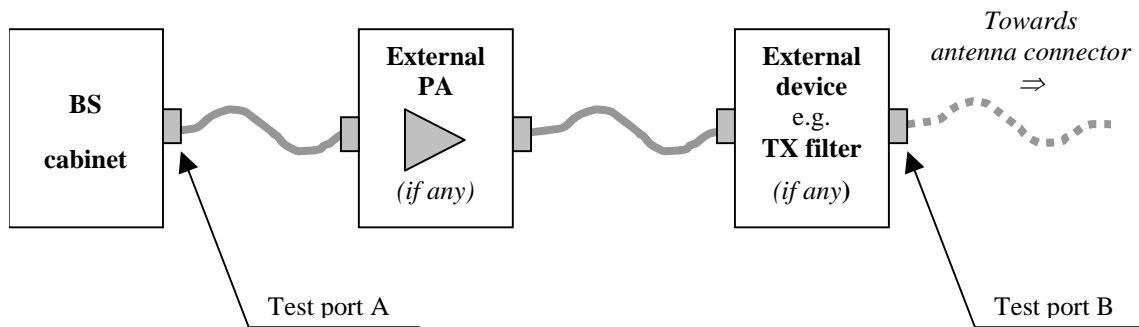 BS
cabinet
External
PA
(if any)
External
device
e.g.
TX filter
(if any)
Towards
antenna connector
⇒
Test port A
Test port B